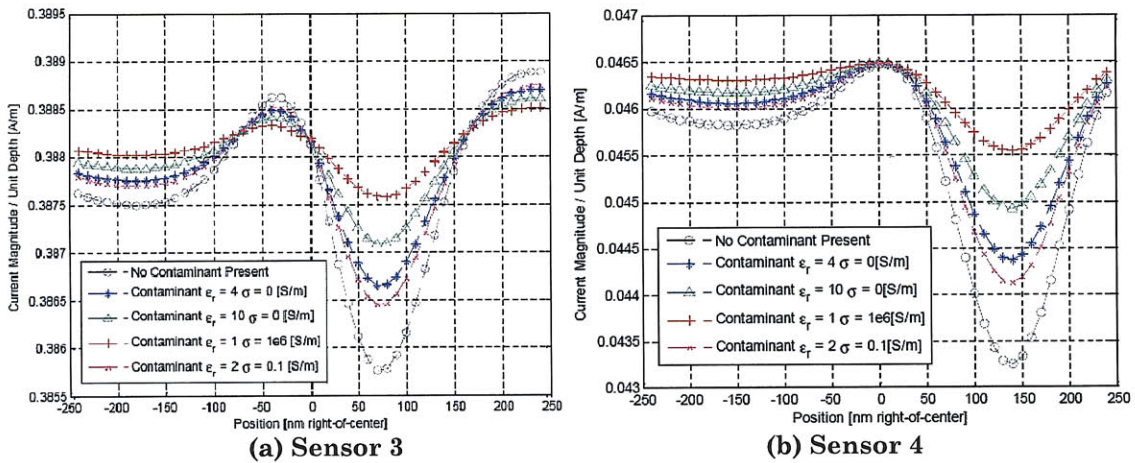 0.3895
0.389
0.3885
0.388
0.3875
0.387
0.3865
0.386
0.3855
Current Magnitude / Unit Depth [A/m]
No Contaminant Present
Contaminant εr = 4 σ = 0 [S/m]
Contaminant εr = 10 σ = 0 [S/m]
Contaminant εr = 1 σ = 1e6 [S/m]
Contaminant εr = 2 σ = 0.1 [S/m]
-250 -200 -150 -100 -50 0 50 100 150 200 250
Position [nm right-of-center]
(a) Sensor 3
0.047
0.0465
0.046
0.0455
0.045
0.0445
0.044
0.0435
0.043
Current Magnitude / Unit Depth [A/m]
No Contaminant Present
Contaminant εr = 4 σ = 0[S/m]
Contaminant εr = 10 σ = 0[S/m]
Contaminant εr = 1 σ = 1e6[S/m]
Contaminant εr = 2 σ = 0.1[S/m]
-250 -200 -150 -100 -50 0 50 100 150 200 250
Position [nm right-of-center]
(b) Sensor 4